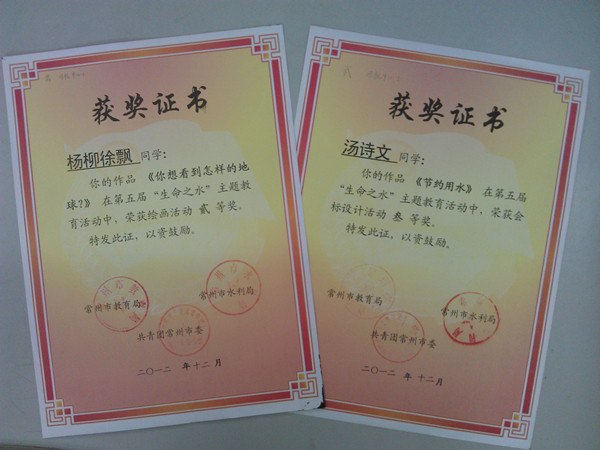 获奖证书
杨柳徐飘 同学：
你的作品 《你想看到怎样的地
球？》 在第五届“生命之水”主题教
育活动中，荣获绘画活动 贰 等奖。
特发此证，以资鼓励。
常州市教育局
常州市水利局
共青团常州市委
二〇一二 年 十二 月
获奖证书
汤诗文 同学：
你的作品 《节约用水》 在第五届
“生命之水”主题教育活动中，荣获会
标设计活动 叁 等奖。
特发此证，以资鼓励。
常州市教育局
常州市水利局
共青团常州市委
二〇一二 年 十二 月